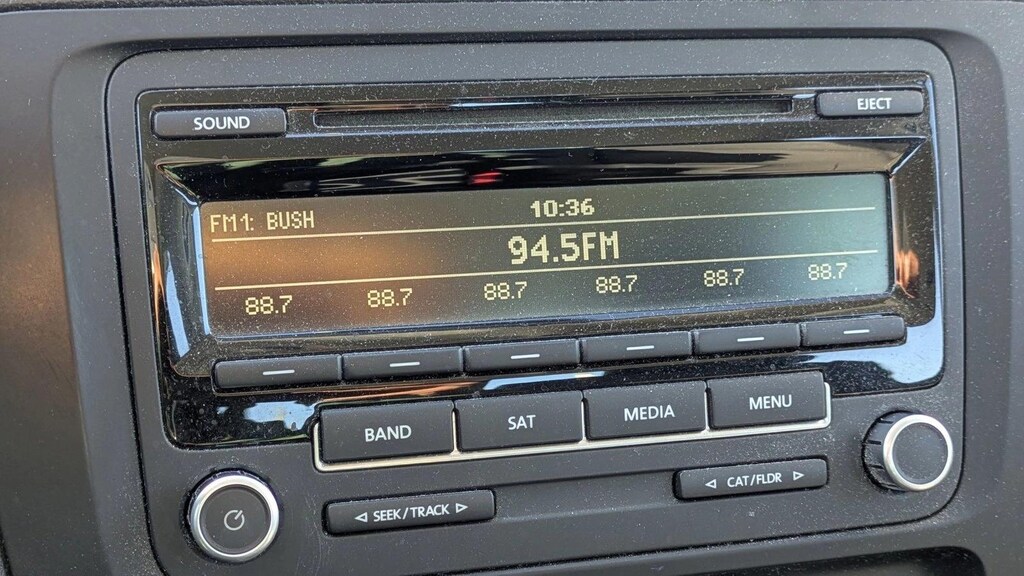 SOUND
EJECT
10:36
FM1: BUSH
94.5FM
88.7 88.7 88.7 88.7 88.7 88.7
BAND SAT MEDIA MENU
SEEK/TRACK
CAT/FLDR